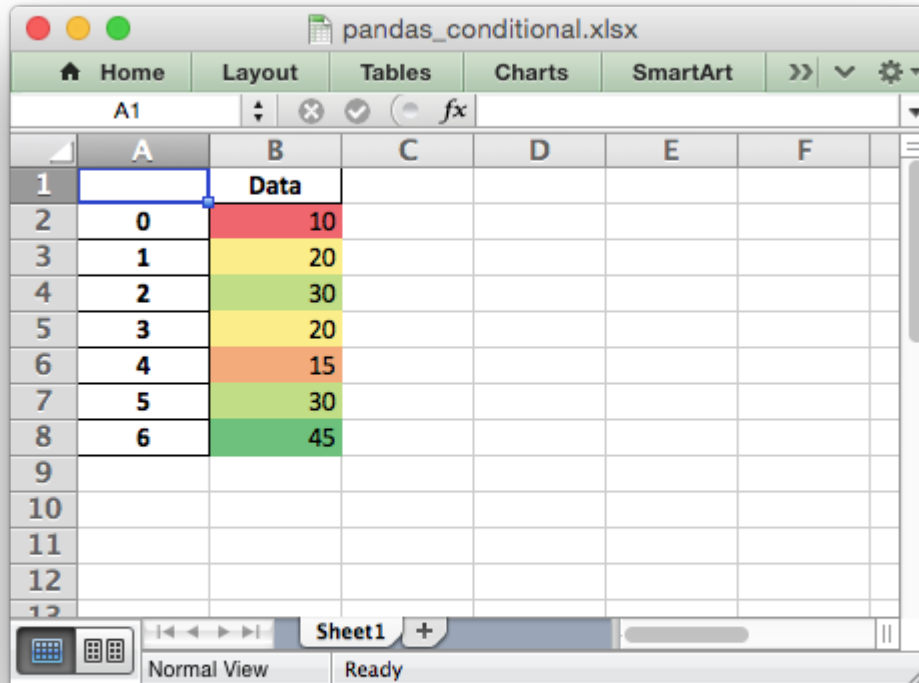 pandas_conditional.xlsx
Home Layout Tables Charts SmartArt
A1 fx
A B C D E F
1 Data
2 0 10
3 1 20
4 2 30
5 3 20
6 4 15
7 5 30
8 6 45
9
10
11
12
13
Sheet1 +
Normal View Ready